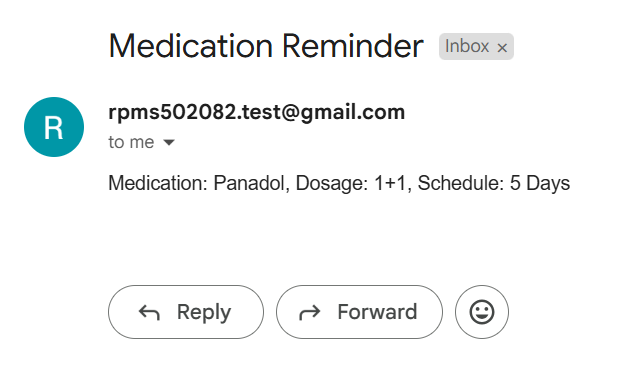 Medication Reminder Inbox ×
R
rpms502082.test@gmail.com
to me
Medication: Panadol, Dosage: 1+1, Schedule: 5 Days
Reply Forward